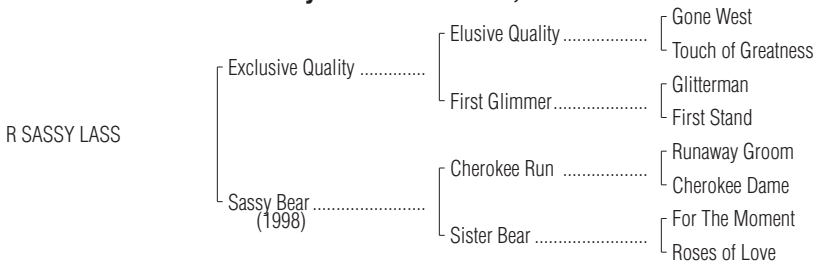 Gone West
Elusive Quality ....................
Touch of Greatness
Exclusive Quality ..............
Glitterman
First Glimmer....................
First Stand
R SASSY LASS
Runaway Groom
Cherokee Run ..................
Cherokee Dame
Sassy Bear ........................
(1998)
For The Moment
Sister Bear ........................
Roses of Love